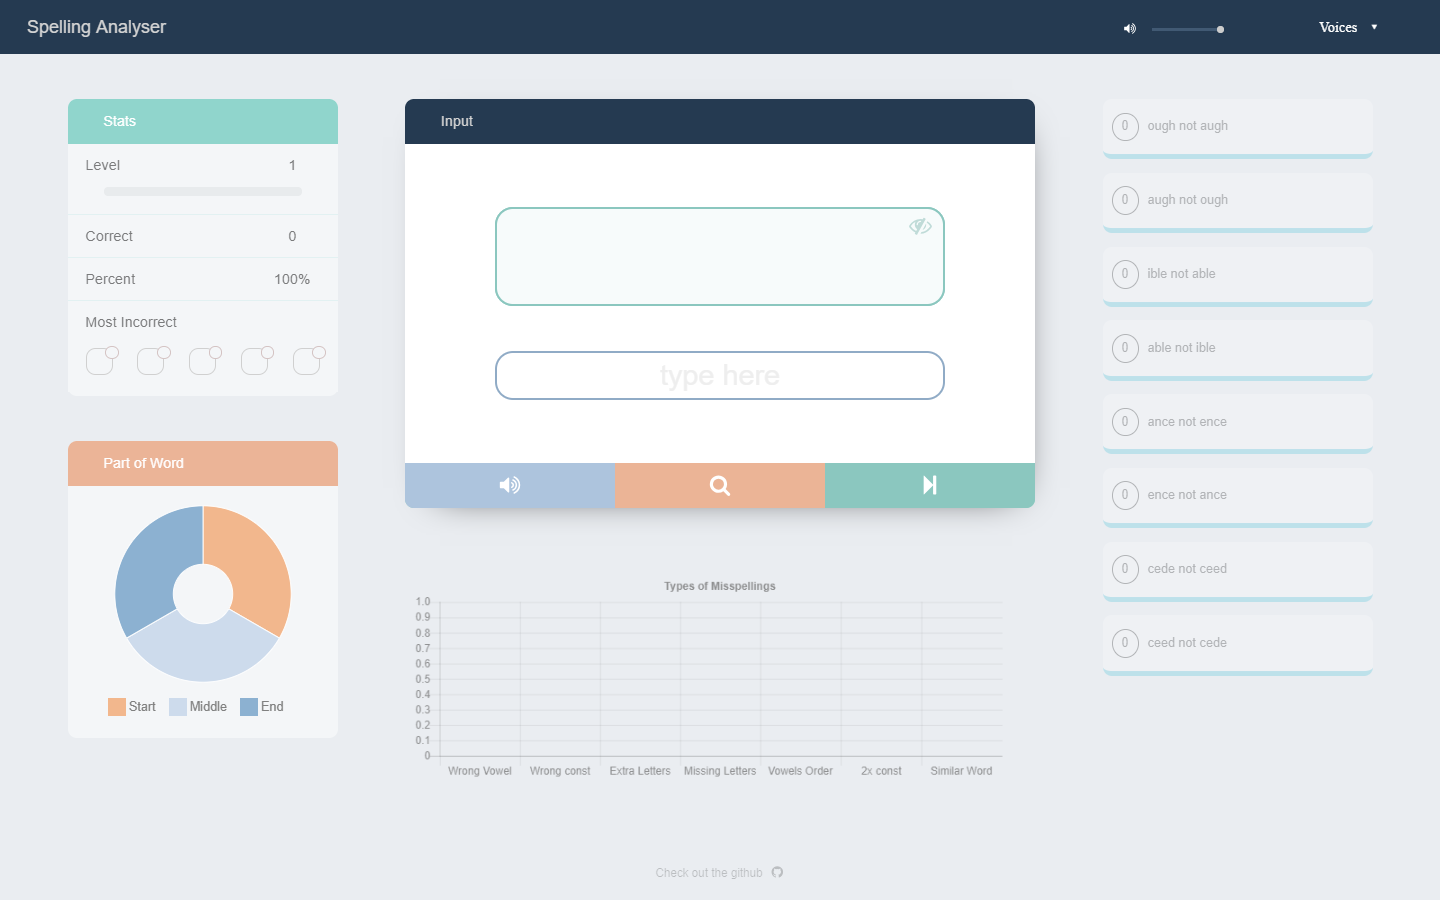 Spelling Analyser
Voices
Stats
Level 1
Correct 0
Percent 100%
Most Incorrect
Part of Word
Start Middle End
Input
type here
Types of Misspellings
1.0
0.9
0.8
0.7
0.6
0.5
0.4
0.3
0.2
0.1
0
Wrong Vowel Wrong const Extra Letters Missing Letters Vowels Order 2x const Similar Word
0 ough not augh
0 augh not ough
0 ible not able
0 able not ible
0 ance not ence
0 ence not ance
0 cede not ceed
0 ceed not cede
Check out the github